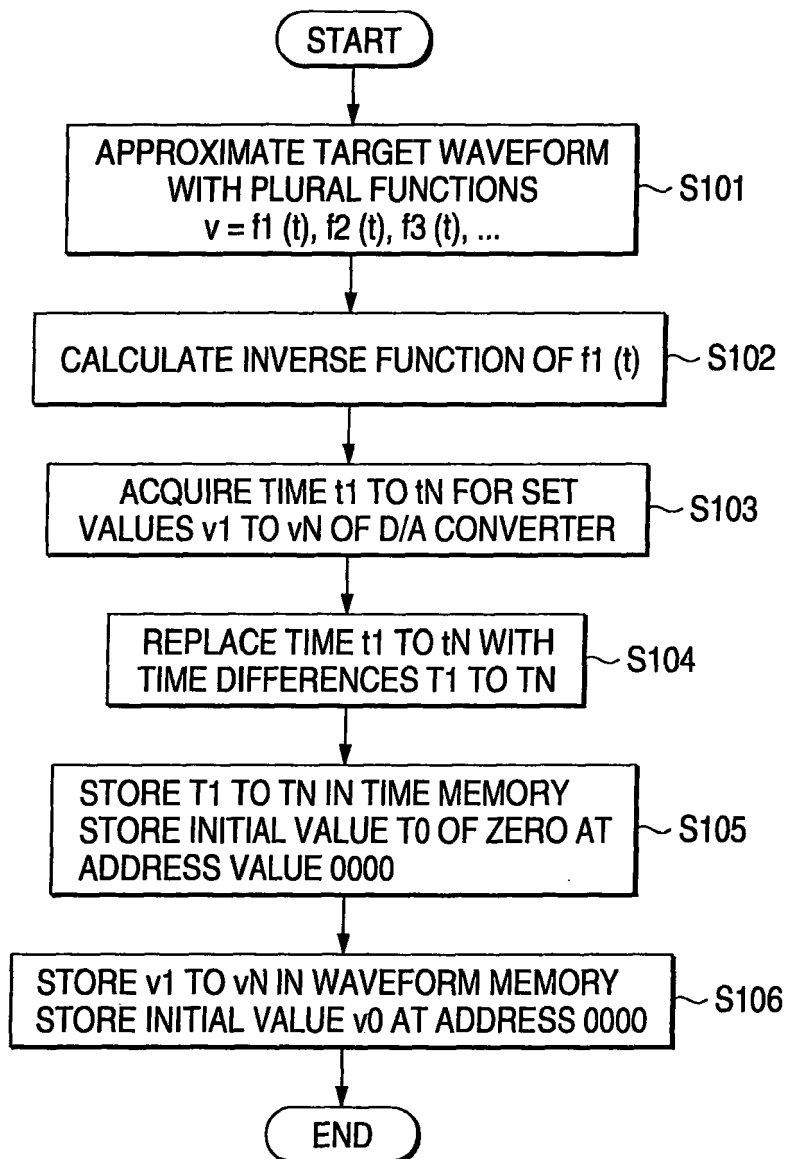 START
APPROXIMATE TARGET WAVEFORM
WITH PLURAL FUNCTIONS
v = f1 (t), f2 (t), f3 (t), ...
S101
CALCULATE INVERSE FUNCTION OF f1 (t)
S102
ACQUIRE TIME t1 TO tN FOR SET
VALUES v1 TO vN OF D/A CONVERTER
S103
REPLACE TIME t1 TO tN WITH
TIME DIFFERENCES T1 TO TN
S104
STORE T1 TO TN IN TIME MEMORY
STORE INITIAL VALUE T0 OF ZERO AT
ADDRESS VALUE 0000
S105
STORE v1 TO vN IN WAVEFORM MEMORY
STORE INITIAL VALUE v0 AT ADDRESS 0000
S106
END